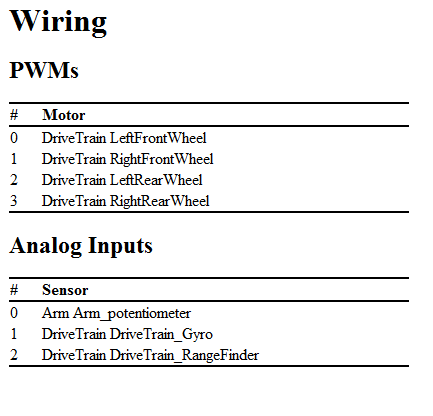 Wiring
PWMs
# Motor
0 DriveTrain LeftFrontWheel
1 DriveTrain RightFrontWheel
2 DriveTrain LeftRearWheel
3 DriveTrain RightRearWheel
Analog Inputs
# Sensor
0 Arm Arm_potentiometer
1 DriveTrain DriveTrain_Gyro
2 DriveTrain DriveTrain_RangeFinder